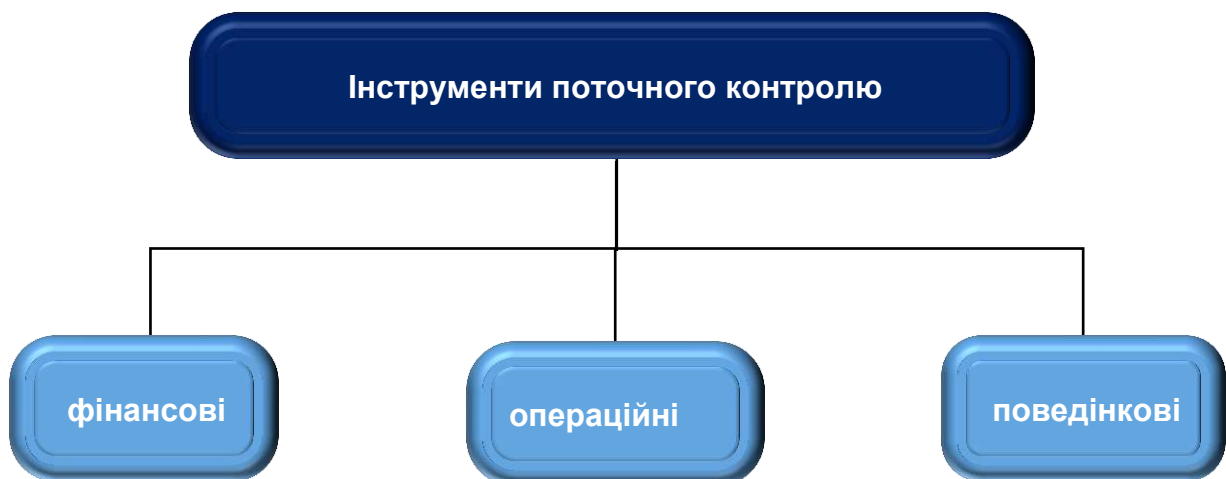 Інструменти поточного контролю
фінансові
операційні
поведінкові